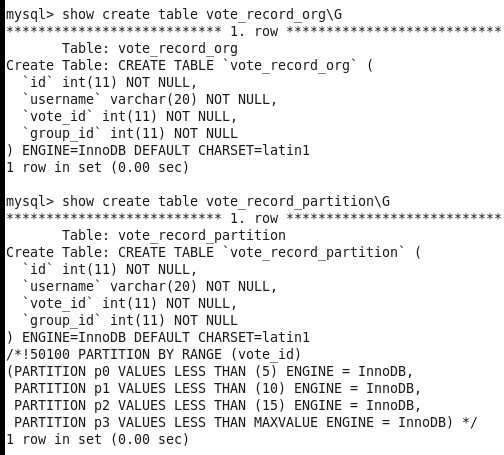 mysql> show create table vote_record_org\G
*************************** 1. row ***************************
Table: vote_record_org
Create Table: CREATE TABLE `vote_record_org` (
`id` int(11) NOT NULL,
`username` varchar(20) NOT NULL,
`vote_id` int(11) NOT NULL,
`group_id` int(11) NOT NULL
) ENGINE=InnoDB DEFAULT CHARSET=latin1
1 row in set (0.00 sec)

mysql> show create table vote_record_partition\G
*************************** 1. row ***************************
Table: vote_record_partition
Create Table: CREATE TABLE `vote_record_partition` (
`id` int(11) NOT NULL,
`username` varchar(20) NOT NULL,
`vote_id` int(11) NOT NULL,
`group_id` int(11) NOT NULL
) ENGINE=InnoDB DEFAULT CHARSET=latin1
/*!50100 PARTITION BY RANGE (vote_id)
(PARTITION p0 VALUES LESS THAN (5) ENGINE = InnoDB,
PARTITION p1 VALUES LESS THAN (10) ENGINE = InnoDB,
PARTITION p2 VALUES LESS THAN (15) ENGINE = InnoDB,
PARTITION p3 VALUES LESS THAN MAXVALUE ENGINE = InnoDB) */
1 row in set (0.00 sec)